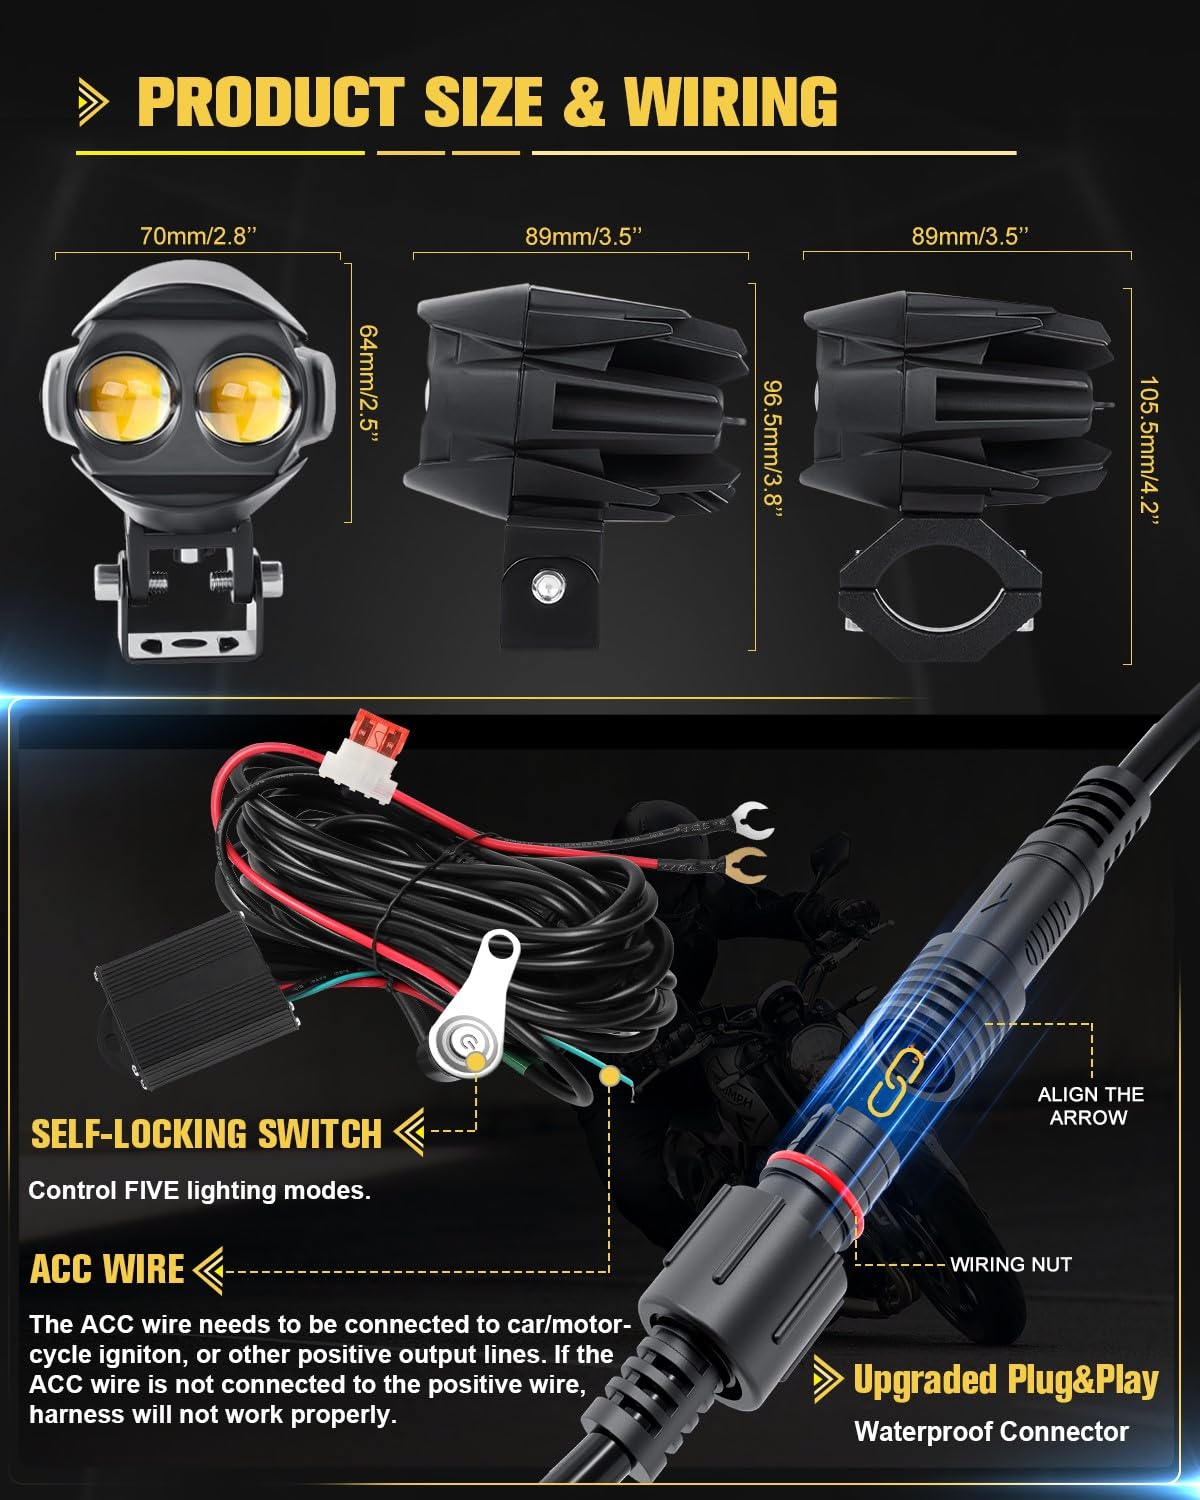 PRODUCT SIZE & WIRING
70mm/2.8’’
89mm/3.5’’
89mm/3.5’’
64mm/2.5’’
96.5mm/3.8’’
105.5mm/4.2’’
SELF-LOCKING SWITCH
Control FIVE lighting modes.
ACC WIRE
The ACC wire needs to be connected to car/motor-
cycle igniton, or other positive output lines. If the
ACC wire is not connected to the positive wire,
harness will not work properly.
ALIGN THE
ARROW
WIRING NUT
Upgraded Plug&Play
Waterproof Connector